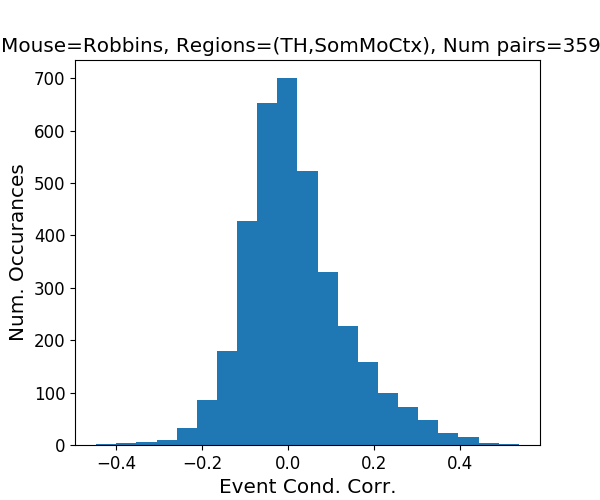 Mouse=Robbins, Regions=(TH,SomMoCtx), Num pairs=359
700
600
500
400
300
200
100
0
Num. Occurances
−0.4 −0.2 0.0 0.2 0.4
Event Cond. Corr.